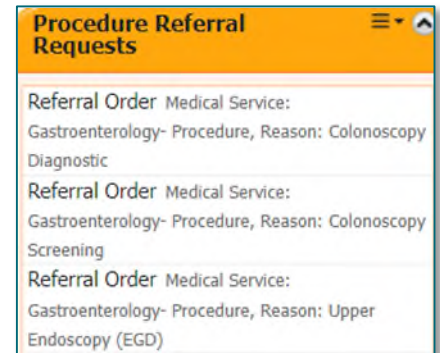 Procedure Referral
Requests
Referral Order Medical Service:
Gastroenterology- Procedure, Reason: Colonoscopy
Diagnostic
Referral Order Medical Service:
Gastroenterology- Procedure, Reason: Colonoscopy
Screening
Referral Order Medical Service:
Gastroenterology- Procedure, Reason: Upper
Endoscopy (EGD)